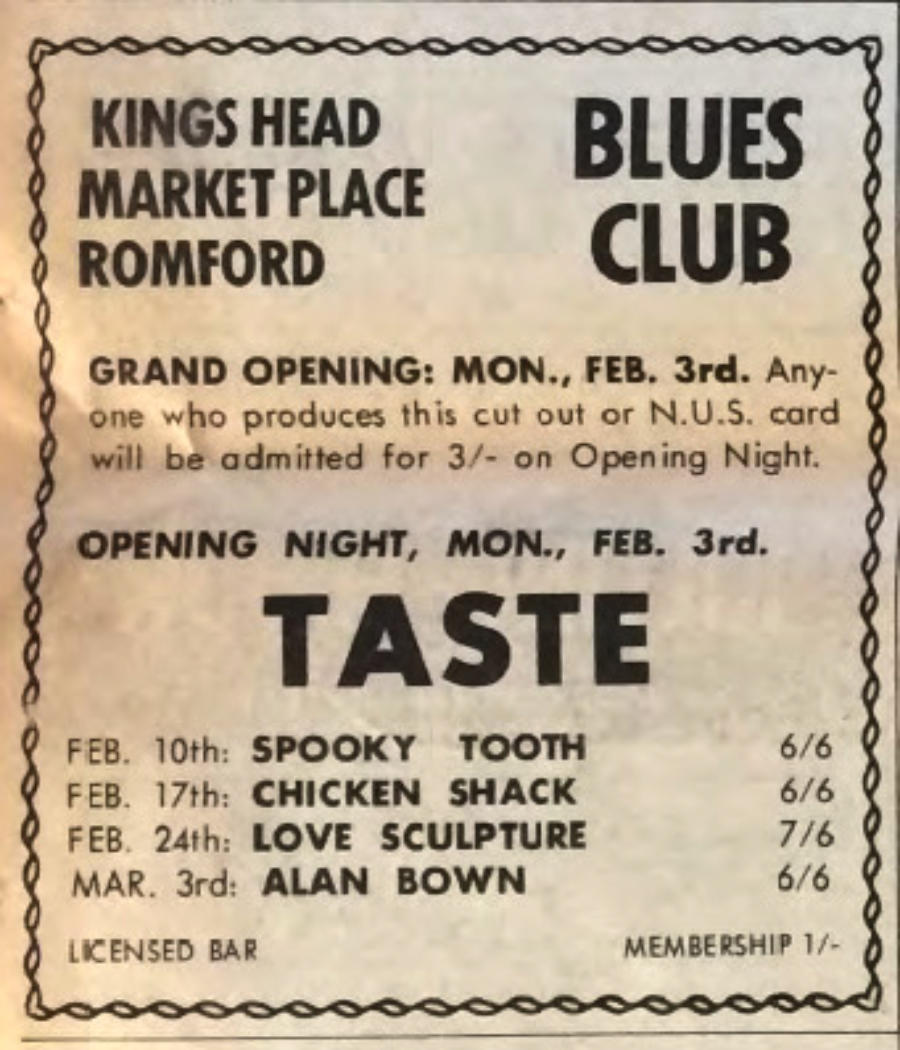 KINGS HEAD
MARKET PLACE
ROMFORD
BLUES
CLUB
GRAND OPENING: MON., FEB. 3rd. Any-
one who produces this cut out or N.U.S. card
will be admitted for 3/- on Opening Night.
OPENING NIGHT, MON., FEB. 3rd.
TASTE
FEB. 10th: SPOOKY TOOTH 6/6
FEB. 17th: CHICKEN SHACK 6/6
FEB. 24th: LOVE SCULPTURE 7/6
MAR. 3rd: ALAN BOWN 6/6
LICENSED BAR MEMBERSHIP 1/-